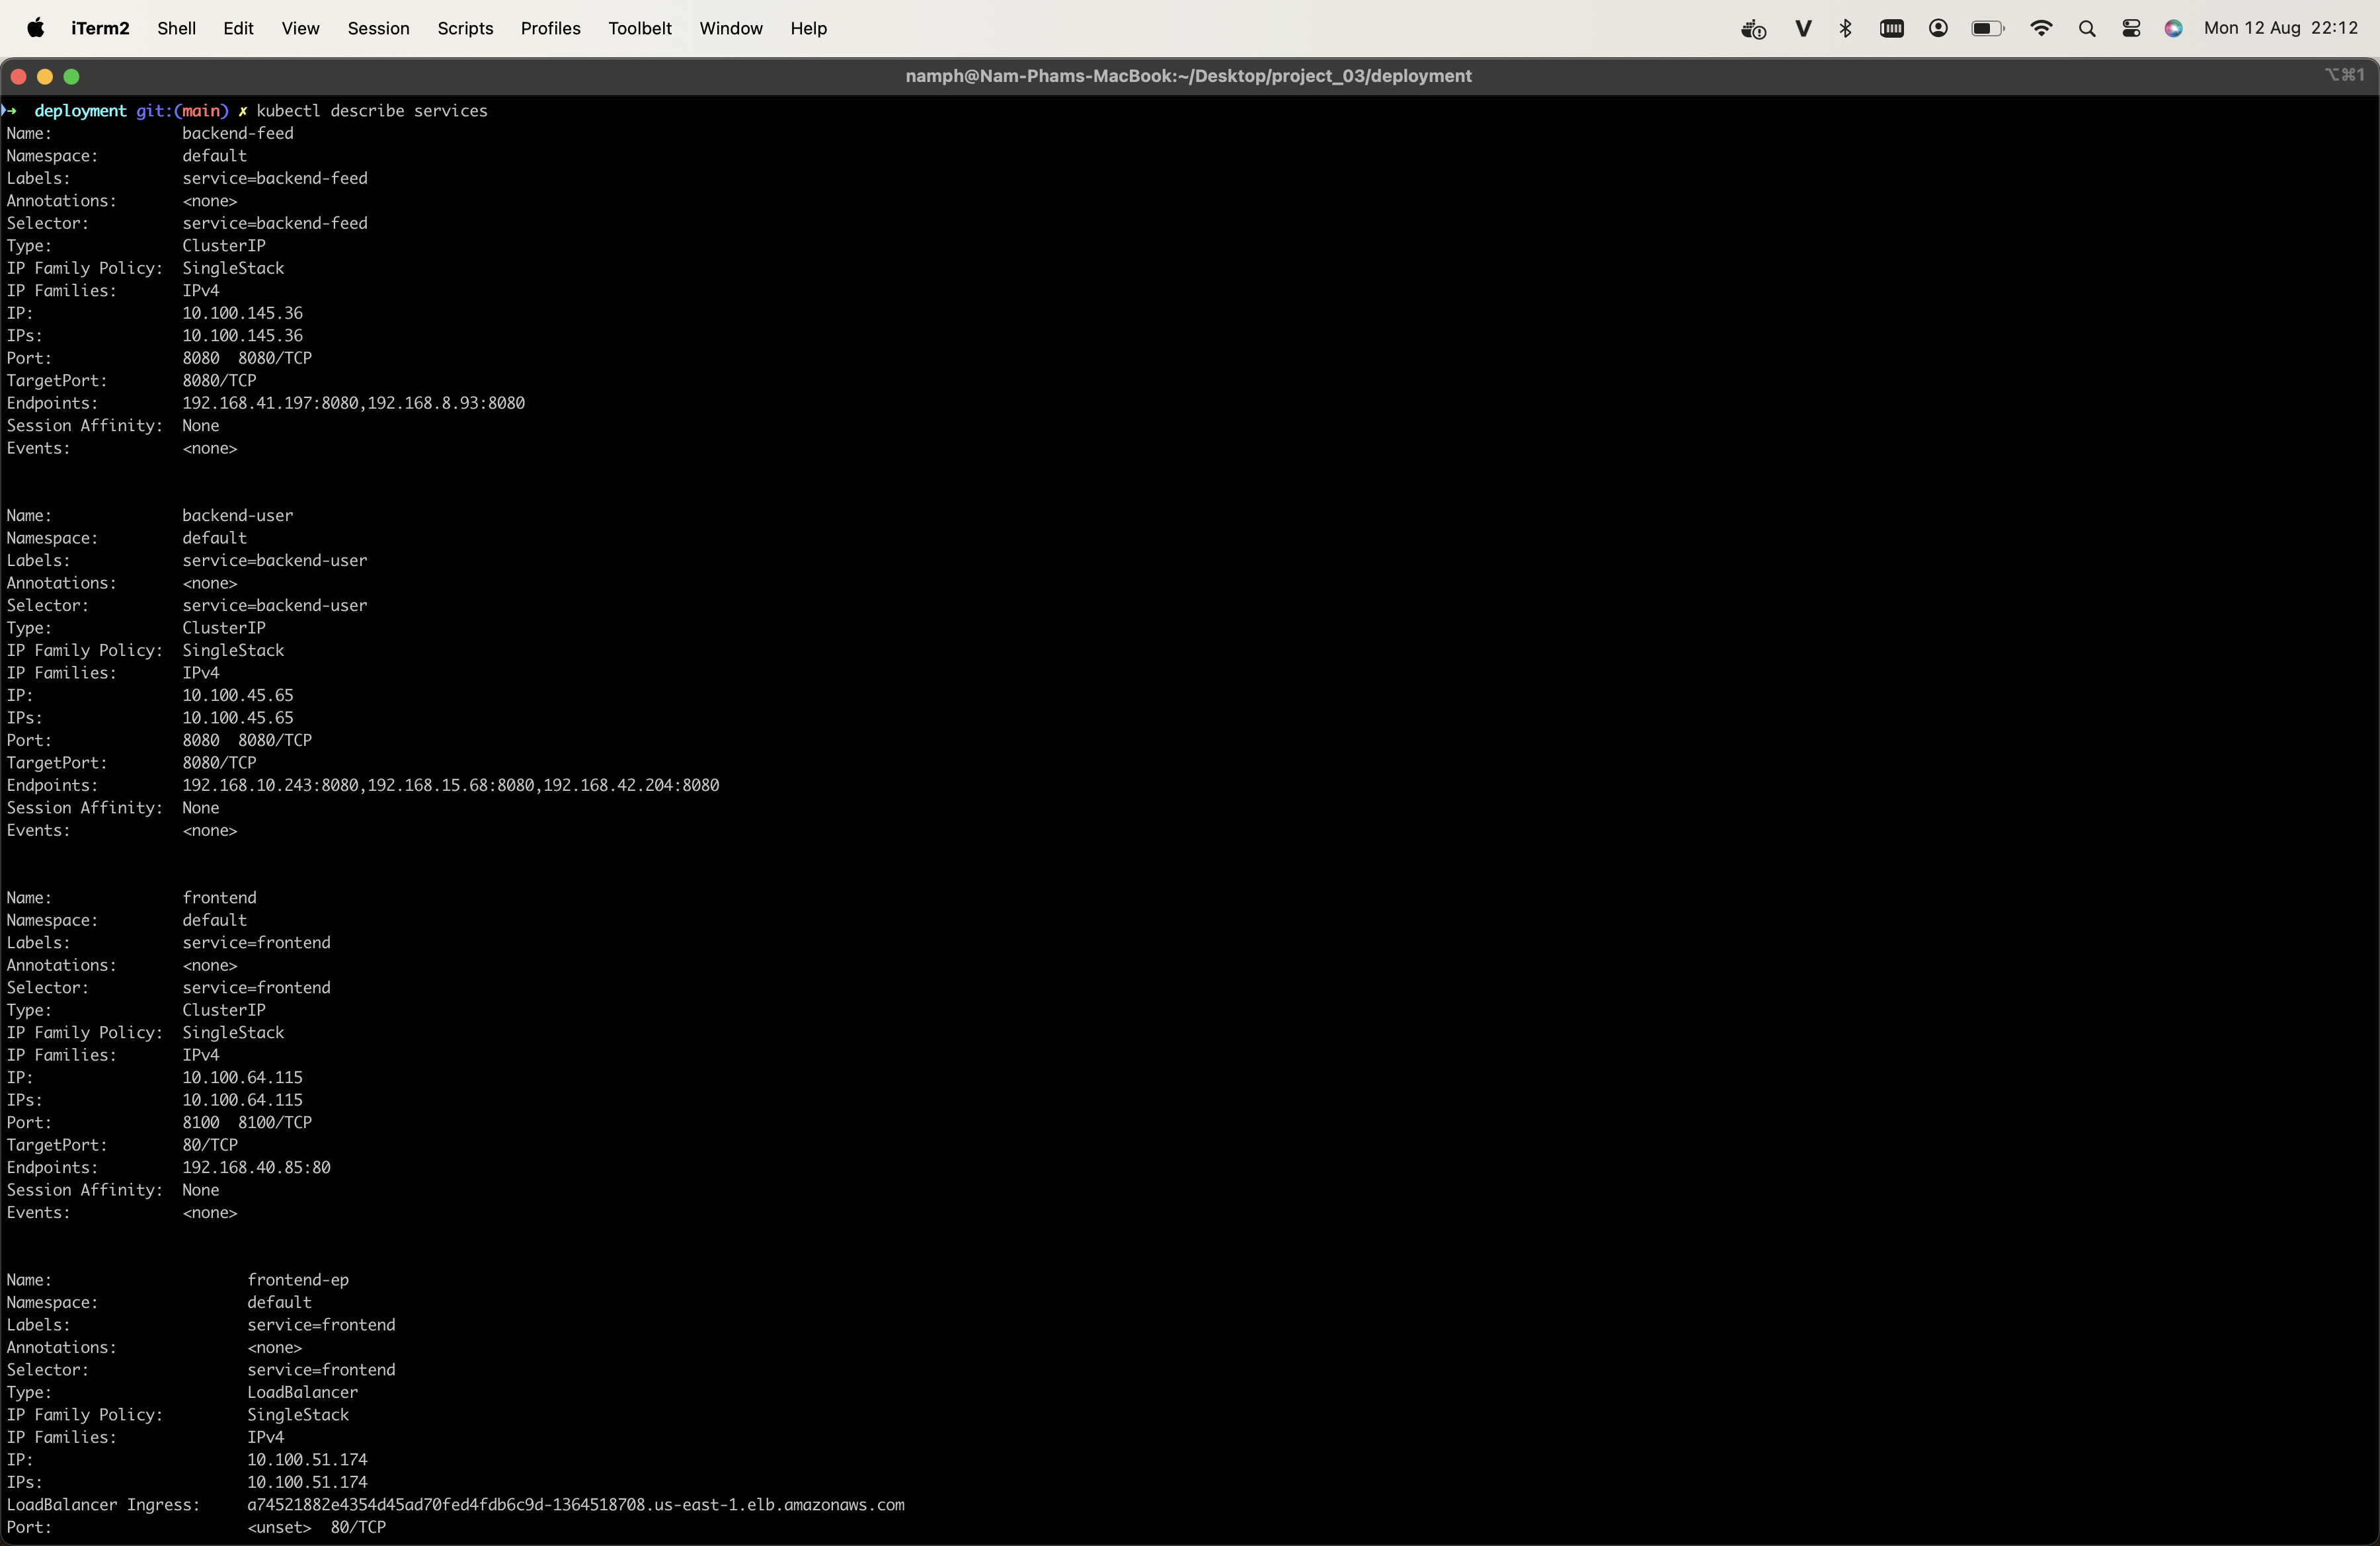 iTerm2 Shell Edit View Session Scripts Profiles Toolbelt Window Help Mon 12 Aug 22:12
namph@Nam-Phams-MacBook:~/Desktop/project_03/deployment ⌥⌘1
→ deployment git:(main) ✗ kubectl describe services
Name: backend-feed
Namespace: default
Labels: service=backend-feed
Annotations: <none>
Selector: service=backend-feed
Type: ClusterIP
IP Family Policy: SingleStack
IP Families: IPv4
IP: 10.100.145.36
IPs: 10.100.145.36
Port: 8080 8080/TCP
TargetPort: 8080/TCP
Endpoints: 192.168.41.197:8080,192.168.8.93:8080
Session Affinity: None
Events: <none>
Name: backend-user
Namespace: default
Labels: service=backend-user
Annotations: <none>
Selector: service=backend-user
Type: ClusterIP
IP Family Policy: SingleStack
IP Families: IPv4
IP: 10.100.45.65
IPs: 10.100.45.65
Port: 8080 8080/TCP
TargetPort: 8080/TCP
Endpoints: 192.168.10.243:8080,192.168.15.68:8080,192.168.42.204:8080
Session Affinity: None
Events: <none>
Name: frontend
Namespace: default
Labels: service=frontend
Annotations: <none>
Selector: service=frontend
Type: ClusterIP
IP Family Policy: SingleStack
IP Families: IPv4
IP: 10.100.64.115
IPs: 10.100.64.115
Port: 8100 8100/TCP
TargetPort: 80/TCP
Endpoints: 192.168.40.85:80
Session Affinity: None
Events: <none>
Name: frontend-ep
Namespace: default
Labels: service=frontend
Annotations: <none>
Selector: service=frontend
Type: LoadBalancer
IP Family Policy: SingleStack
IP Families: IPv4
IP: 10.100.51.174
IPs: 10.100.51.174
LoadBalancer Ingress: a74521882e4354d45ad70fed4fdb6c9d-1364518708.us-east-1.elb.amazonaws.com
Port: <unset> 80/TCP